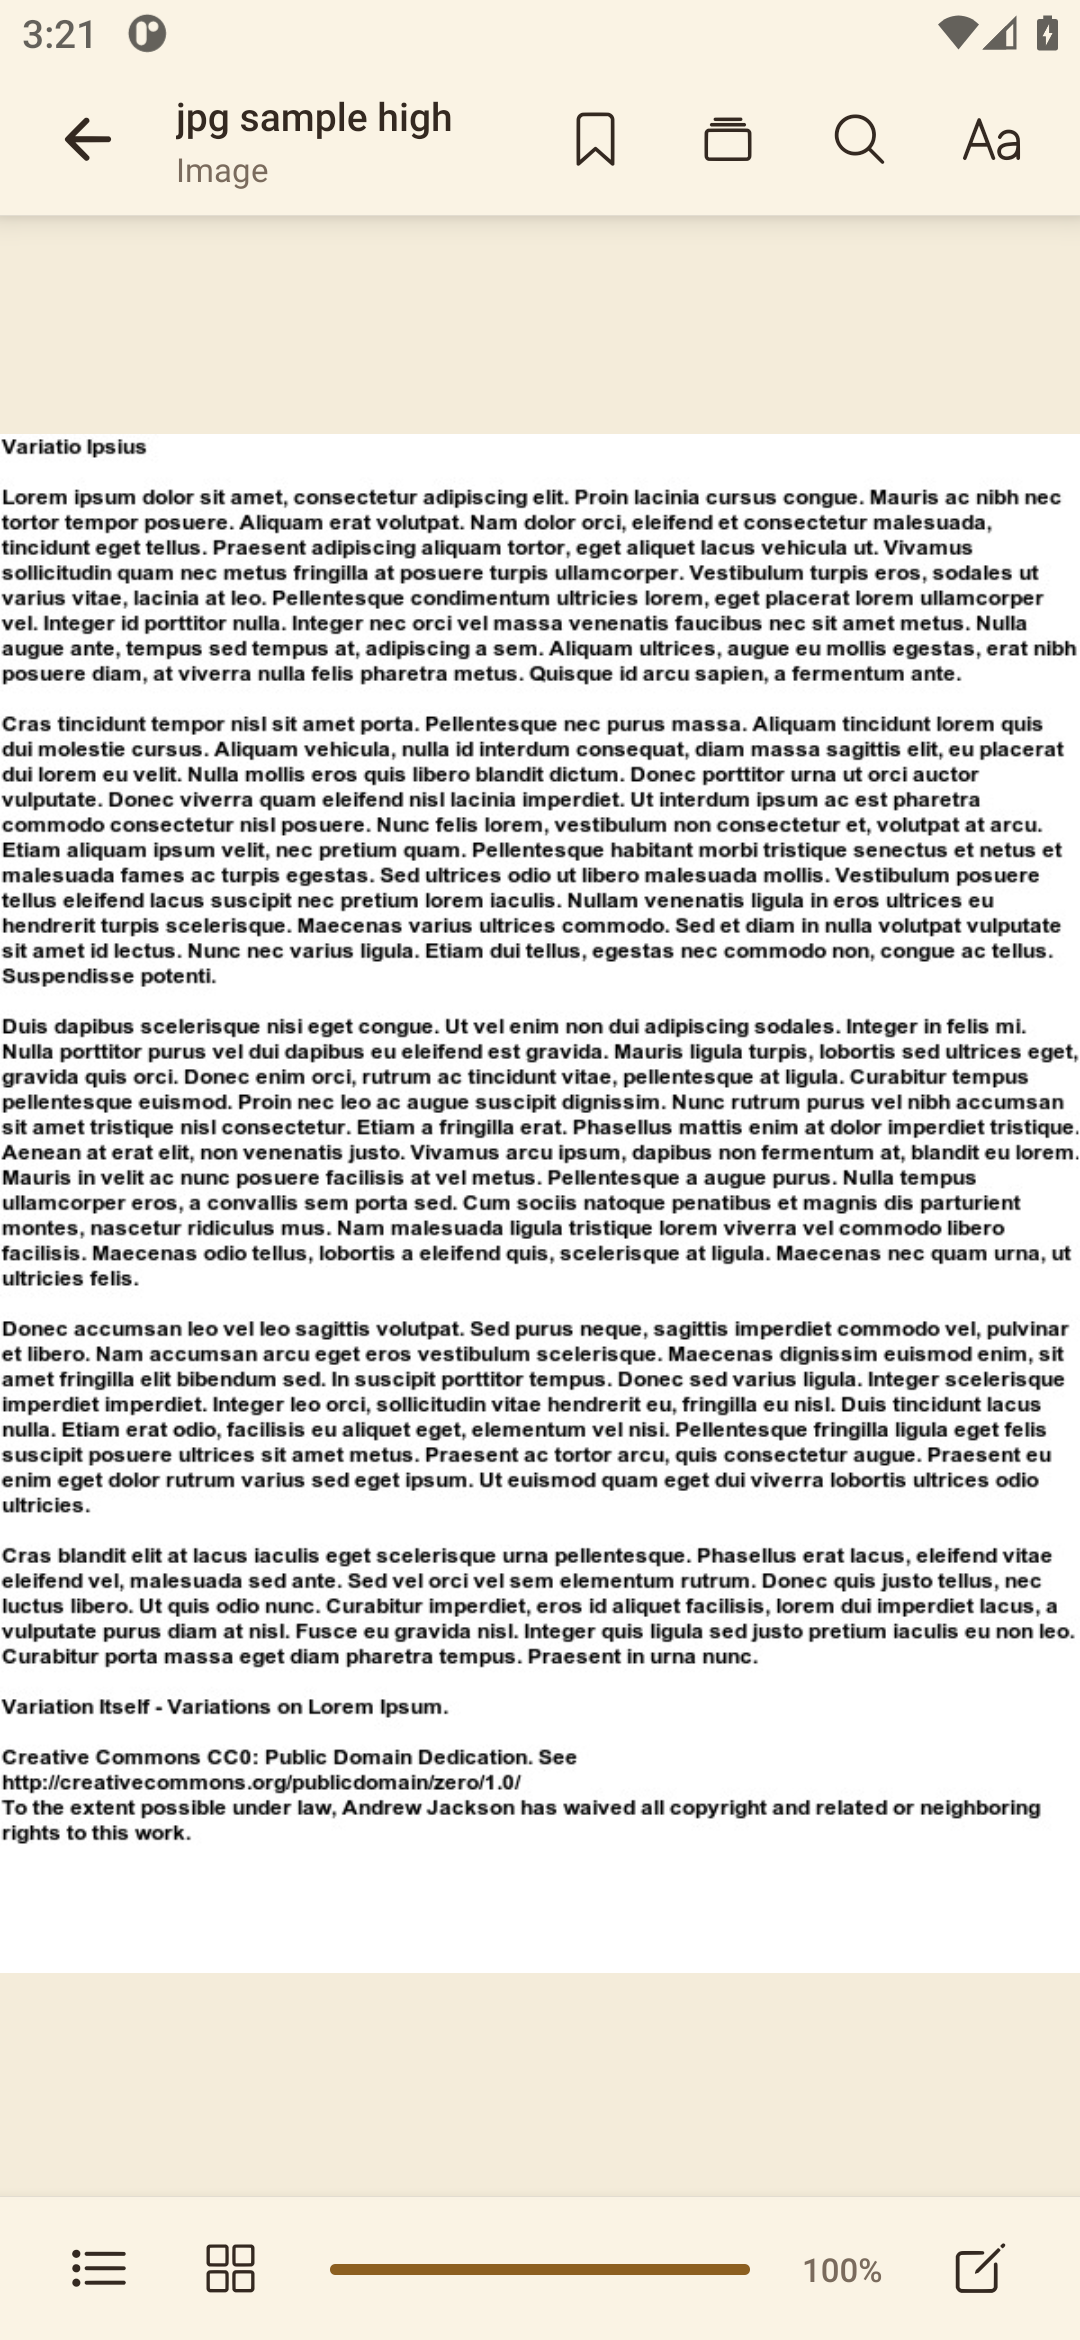 3:21
jpg sample high
Image
Aa
Variatio Ipsius
Lorem ipsum dolor sit amet, consectetur adipiscing elit. Proin lacinia cursus congue. Mauris ac nibh nec
tortor tempor posuere. Aliquam erat volutpat. Nam dolor orci, eleifend et consectetur malesuada,
tincidunt eget tellus. Praesent adipiscing aliquam tortor, eget aliquet lacus vehicula ut. Vivamus
sollicitudin quam nec metus fringilla at posuere turpis ullamcorper. Vestibulum turpis eros, sodales ut
varius vitae, lacinia at leo. Pellentesque condimentum ultricies lorem, eget placerat lorem ullamcorper
vel. Integer id porttitor nulla. Integer nec orci vel massa venenatis faucibus nec sit amet metus. Nulla
augue ante, tempus sed tempus at, adipiscing a sem. Aliquam ultrices, augue eu mollis egestas, erat nibh
posuere diam, at viverra nulla felis pharetra metus. Quisque id arcu sapien, a fermentum ante.
Cras tincidunt tempor nisl sit amet porta. Pellentesque nec purus massa. Aliquam tincidunt lorem quis
dui molestie cursus. Aliquam vehicula, nulla id interdum consequat, diam massa sagittis elit, eu placerat
dui lorem eu velit. Nulla mollis eros quis libero blandit dictum. Donec porttitor urna ut orci auctor
vulputate. Donec viverra quam eleifend nisl lacinia imperdiet. Ut interdum ipsum ac est pharetra
commodo consectetur nisl posuere. Nunc felis lorem, vestibulum non consectetur et, volutpat at arcu.
Etiam aliquam ipsum velit, nec pretium quam. Pellentesque habitant morbi tristique senectus et netus et
malesuada fames ac turpis egestas. Sed ultrices odio ut libero malesuada mollis. Vestibulum posuere
tellus eleifend lacus suscipit nec pretium lorem iaculis. Nullam venenatis ligula in eros ultrices eu
hendrerit turpis scelerisque. Maecenas varius ultrices commodo. Sed et diam in nulla volutpat vulputate
sit amet id lectus. Nunc nec varius ligula. Etiam dui tellus, egestas nec commodo non, congue ac tellus.
Suspendisse potenti.
Duis dapibus scelerisque nisi eget congue. Ut vel enim non dui adipiscing sodales. Integer in felis mi.
Nulla porttitor purus vel dui dapibus eu eleifend est gravida. Mauris ligula turpis, lobortis sed ultrices eget,
gravida quis orci. Donec enim orci, rutrum ac tincidunt vitae, pellentesque at ligula. Curabitur tempus
pellentesque euismod. Proin nec leo ac augue suscipit dignissim. Nunc rutrum purus vel nibh accumsan
sit amet tristique nisl consectetur. Etiam a fringilla erat. Phasellus mattis enim at dolor imperdiet tristique.
Aenean at erat elit, non venenatis justo. Vivamus arcu ipsum, dapibus non fermentum at, blandit eu lorem.
Mauris in velit ac nunc posuere facilisis at vel metus. Pellentesque a augue purus. Nulla tempus
ullamcorper eros, a convallis sem porta sed. Cum sociis natoque penatibus et magnis dis parturient
montes, nascetur ridiculus mus. Nam malesuada ligula tristique lorem viverra vel commodo libero
facilisis. Maecenas odio tellus, lobortis a eleifend quis, scelerisque at ligula. Maecenas nec quam urna, ut
ultricies felis.
Donec accumsan leo vel leo sagittis volutpat. Sed purus neque, sagittis imperdiet commodo vel, pulvinar
et libero. Nam accumsan arcu eget eros vestibulum scelerisque. Maecenas dignissim euismod enim, sit
amet fringilla elit bibendum sed. In suscipit porttitor tempus. Donec sed varius ligula. Integer scelerisque
imperdiet imperdiet. Integer leo orci, sollicitudin vitae hendrerit eu, fringilla eu nisl. Duis tincidunt lacus
nulla. Etiam erat odio, facilisis eu aliquet eget, elementum vel nisi. Pellentesque fringilla ligula eget felis
suscipit posuere ultrices sit amet metus. Praesent ac tortor arcu, quis consectetur augue. Praesent eu
enim eget dolor rutrum varius sed eget ipsum. Ut euismod quam eget dui viverra lobortis ultrices odio
ultricies.
Cras blandit elit at lacus iaculis eget scelerisque urna pellentesque. Phasellus erat lacus, eleifend vitae
eleifend vel, malesuada sed ante. Sed vel orci vel sem elementum rutrum. Donec quis justo tellus, nec
luctus libero. Ut quis odio nunc. Curabitur imperdiet, eros id aliquet facilisis, lorem dui imperdiet lacus, a
vulputate purus diam at nisl. Fusce eu gravida nisl. Integer quis ligula sed justo pretium iaculis eu non leo.
Curabitur porta massa eget diam pharetra tempus. Praesent in urna nunc.
Variation Itself - Variations on Lorem Ipsum.
Creative Commons CC0: Public Domain Dedication. See
http://creativecommons.org/publicdomain/zero/1.0/
To the extent possible under law, Andrew Jackson has waived all copyright and related or neighboring
rights to this work.
100%